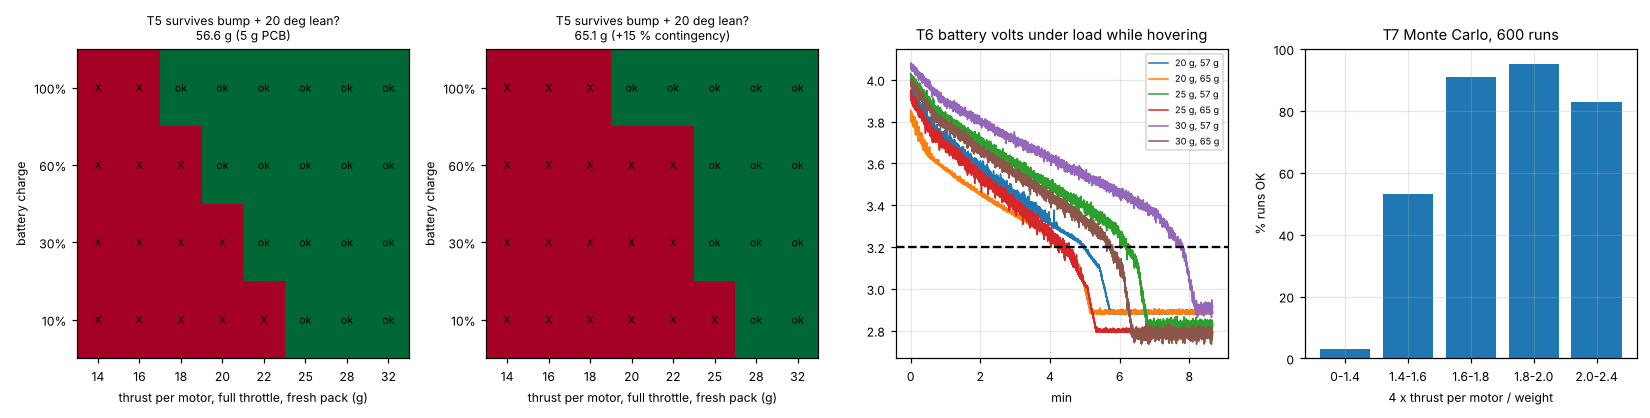 T5 survives bump + 20 deg lean?
56.6 g (5 g PCB)
battery charge
100%
60%
30%
10%
X X ok ok ok ok ok ok
X X X ok ok ok ok ok
X X X X ok ok ok ok
X X X X X ok ok ok
14 16 18 20 22 25 28 32
thrust per motor, full throttle, fresh pack (g)
T5 survives bump + 20 deg lean?
65.1 g (+15 % contingency)
battery charge
100%
60%
30%
10%
X X X ok ok ok ok ok
X X X X X ok ok ok
X X X X X ok ok ok
X X X X X X ok ok
14 16 18 20 22 25 28 32
thrust per motor, full throttle, fresh pack (g)
T6 battery volts under load while hovering
4.0
3.8
3.6
3.4
3.2
3.0
2.8
20 g, 57 g
20 g, 65 g
25 g, 57 g
25 g, 65 g
30 g, 57 g
30 g, 65 g
0 2 4 6 8
min
T7 Monte Carlo, 600 runs
% runs OK
100
80
60
40
20
0
0-1.4 1.4-1.6 1.6-1.8 1.8-2.0 2.0-2.4
4 x thrust per motor / weight